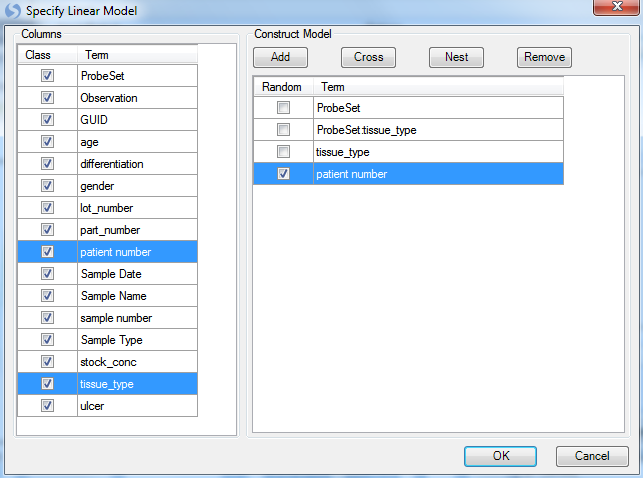 Specify Linear Model
Columns
Class Term
ProbeSet
Observation
GUID
age
differentiation
gender
lot_number
part_number
patient number
Sample Date
Sample Name
sample number
Sample Type
stock_conc
tissue_type
ulcer
Construct Model
Add Cross Nest Remove
Random Term
ProbeSet
ProbeSet:tissue_type
tissue_type
patient number
OK Cancel